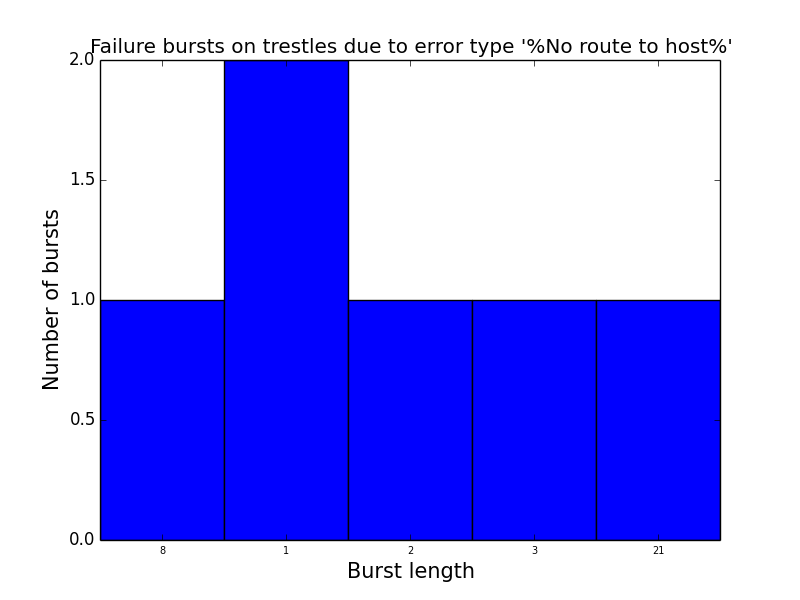 Failure bursts on trestles due to error type '%No route to host%'
2.0
1.5
1.0
0.5
0.0
Number of bursts
8 1 2 3 21
Burst length